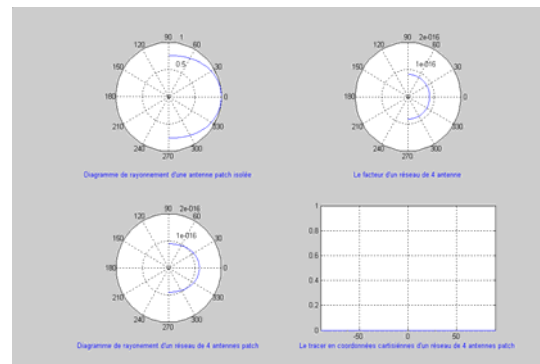 90 1
120 60
0.5
150 30
180 0
210 330
240 300
270
Diagramme de rayonnement d'une antenne patch isolée
90 2e-016
120 60
1e-016
150 30
180 0
210 330
240 300
270
Le facteur d'un réseau de 4 antenne
90 2e-016
120 60
1e-016
150 30
180 0
210 330
240 300
270
Diagramme de rayonement d'un réseau de 4 antennes patch
1
0.8
0.6
0.4
0.2
0
-50 0 50
Le tracer en coordonnées cartisiénnes d'un réseau de 4 antennes patch